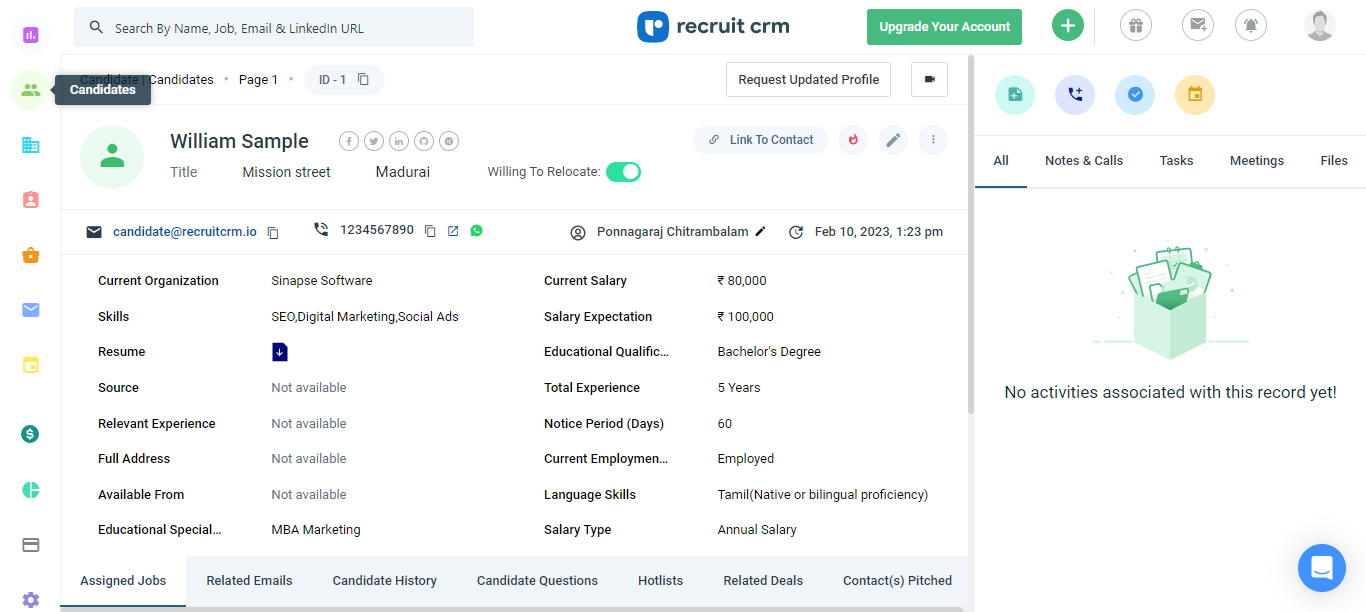 Search By Name, Job, Email & LinkedIn URL
recruit crm
Upgrade Your Account
Candidate | Candidates • Page 1 • ID - 1
Candidates
Request Updated Profile
William Sample
Link To Contact
Title Mission street Madurai Willing To Relocate:
All Notes & Calls Tasks Meetings Files
candidate@recruitcrm.io 1234567890 Ponnagaraj Chitrambalam Feb 10, 2023, 1:23 pm
Current Organization Sinapse Software Current Salary ₹ 80,000
Skills SEO,Digital Marketing,Social Ads Salary Expectation ₹ 100,000
Resume Educational Qualific... Bachelor's Degree
Source Not available Total Experience 5 Years
Relevant Experience Not available Notice Period (Days) 60
Full Address Not available Current Employmen... Employed
Available From Not available Language Skills Tamil(Native or bilingual proficiency)
Educational Special... MBA Marketing Salary Type Annual Salary
No activities associated with this record yet!
Assigned Jobs Related Emails Candidate History Candidate Questions Hotlists Related Deals Contact(s) Pitched